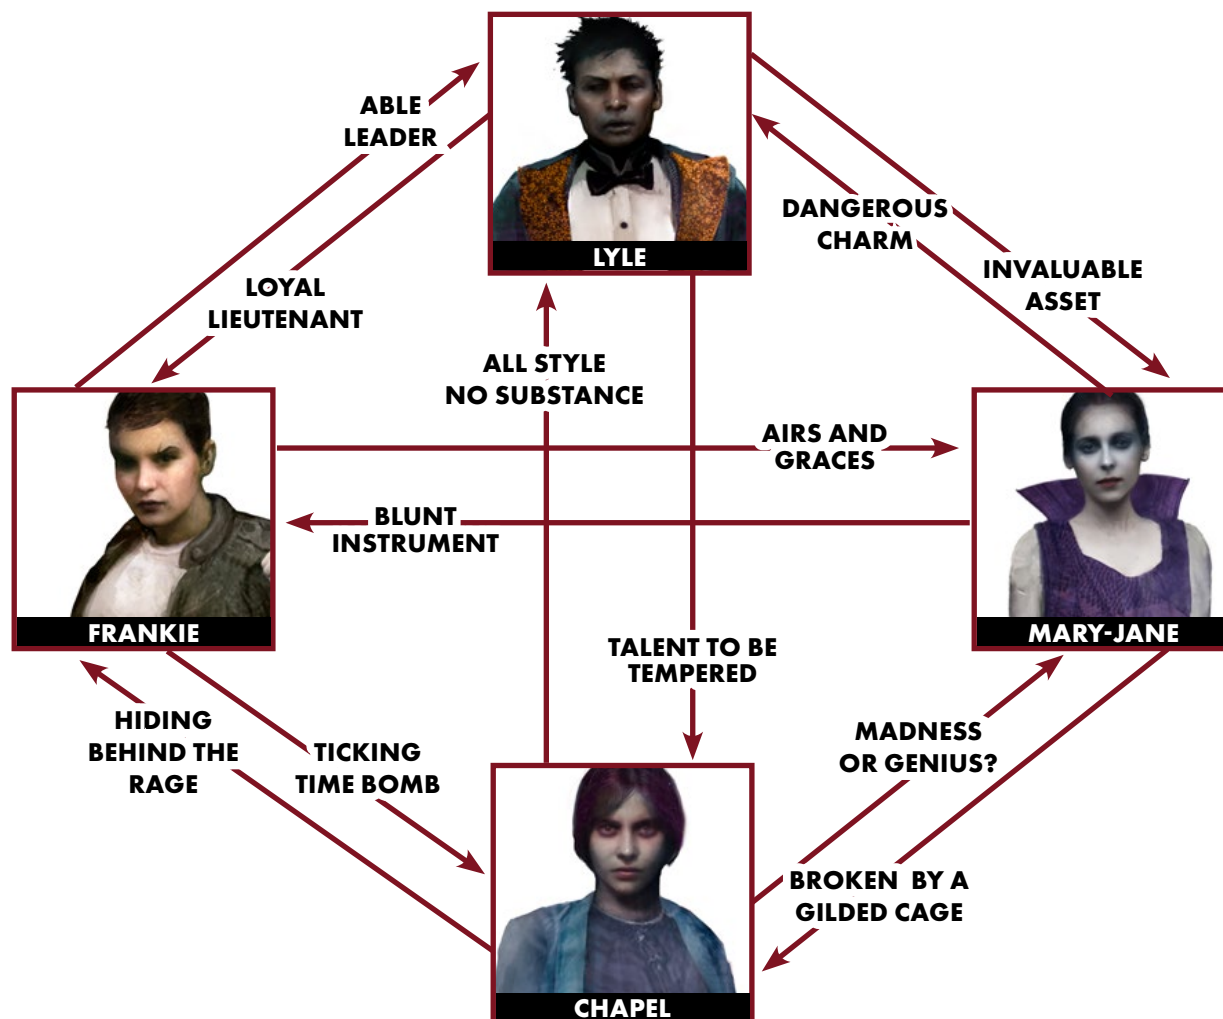 ABLE
LEADER
LYLE
DANGEROUS
CHARM
INVALUABLE
ASSET
LOYAL
LIEUTENANT
ALL STYLE
NO SUBSTANCE
AIRS AND
GRACES
BLUNT
INSTRUMENT
FRANKIE
MARY-JANE
TALENT TO BE
TEMPERED
HIDING
BEHIND THE
RAGE
TICKING
TIME BOMB
MADNESS
OR GENIUS?
BROKEN BY A
GILDED CAGE
CHAPEL